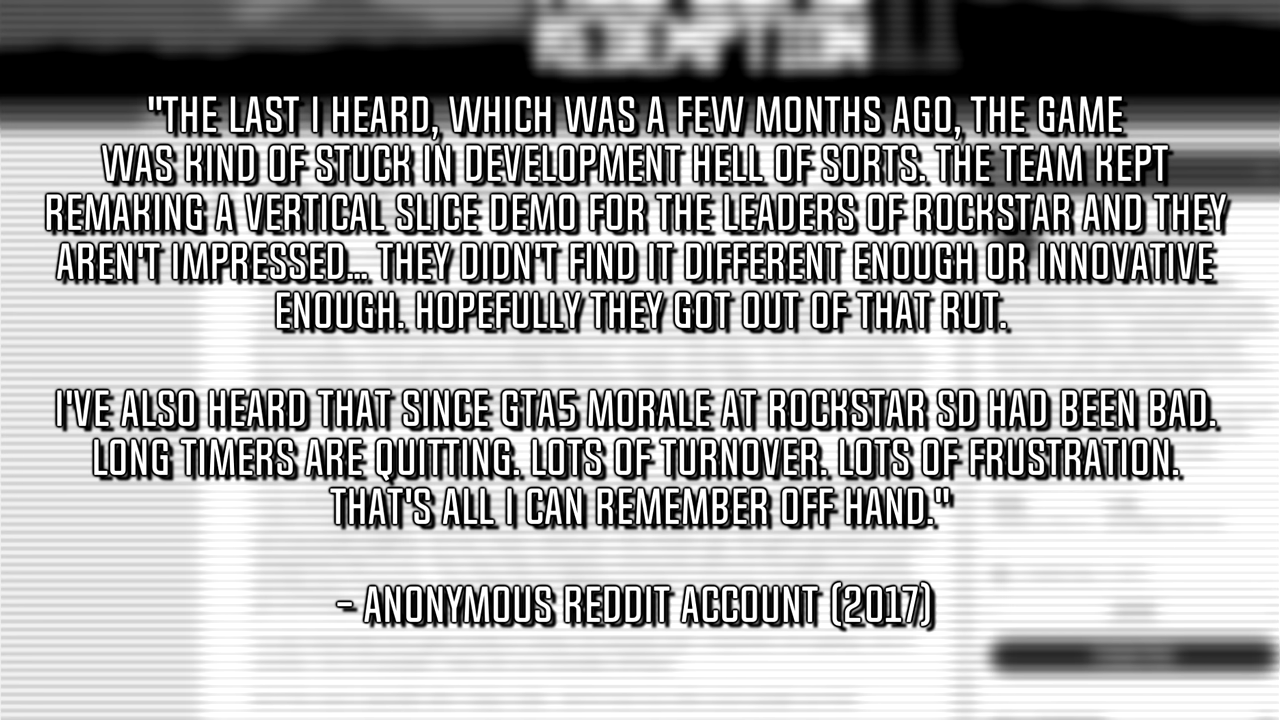 REDEMPTION
"THE LAST I HEARD, WHICH WAS A FEW MONTHS AGO, THE GAME
WAS KIND OF STUCK IN DEVELOPMENT HELL OF SORTS. THE TEAM KEPT
REMAKING A VERTICAL SLICE DEMO FOR THE LEADERS OF ROCKSTAR AND THEY
AREN'T IMPRESSED... THEY DIDN'T FIND IT DIFFERENT ENOUGH OR INNOVATIVE
ENOUGH. HOPEFULLY THEY GOT OUT OF THAT RUT.
I'VE ALSO HEARD THAT SINCE GTA5 MORALE AT ROCKSTAR SD HAD BEEN BAD.
LONG TIMERS ARE QUITTING. LOTS OF TURNOVER. LOTS OF FRUSTRATION.
THAT'S ALL I CAN REMEMBER OFF HAND."
- ANONYMOUS REDDIT ACCOUNT (2017)